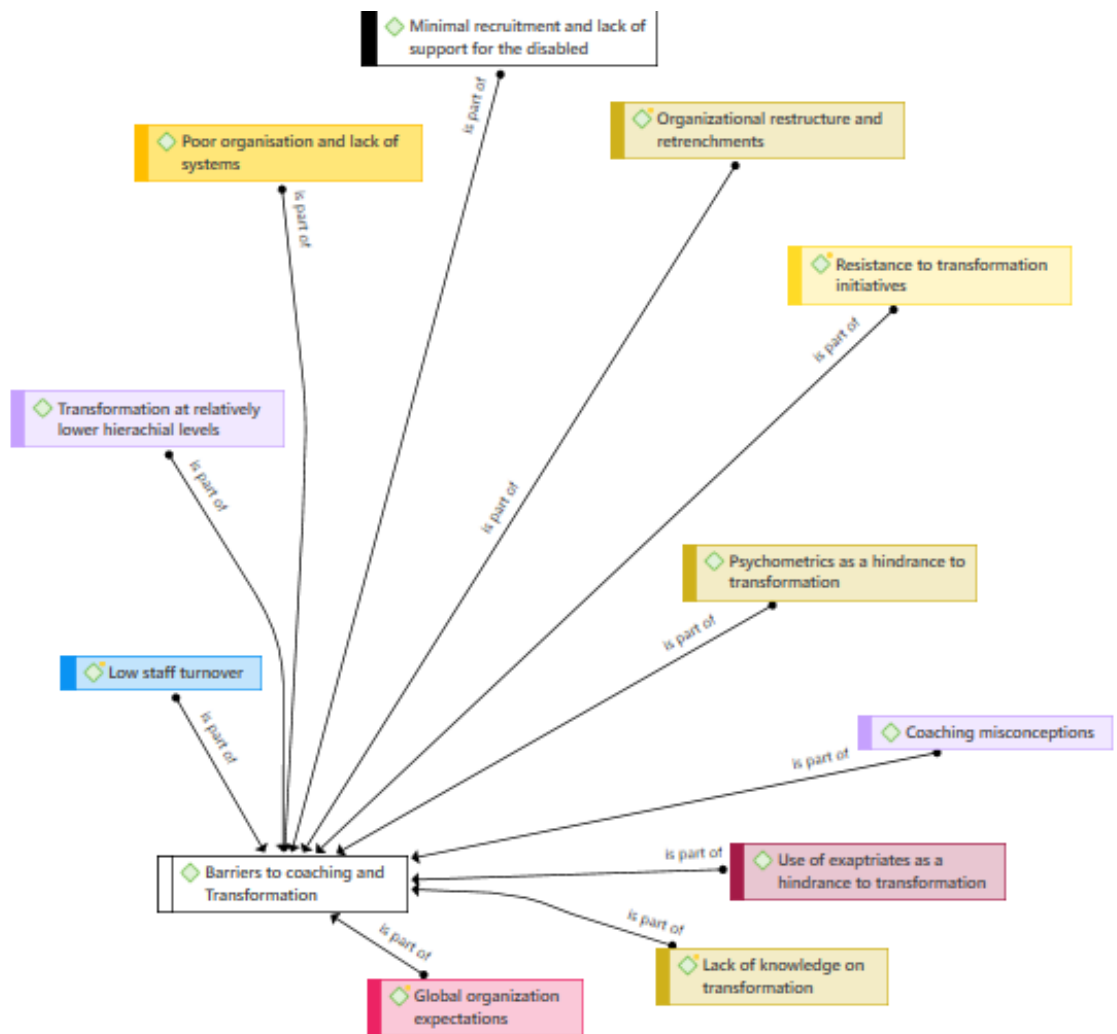 Minimal recruitment and lack of
support for the disabled
is part of
Organizational restructure and
retrenchments
is part of
Poor organisation and lack of
systems
is part of
Resistance to transformation
initiatives
is part of
Transformation at relatively
lower hierachial levels
is part of
Psychometrics as a hindrance to
transformation
is part of
Low staff turnover
is part of
Coaching misconceptions
is part of
Barriers to coaching and
Transformation
Use of exaptriates as a
hindrance to transformation
is part of
Lack of knowledge on
transformation
is part of
Global organization
expectations
is part of